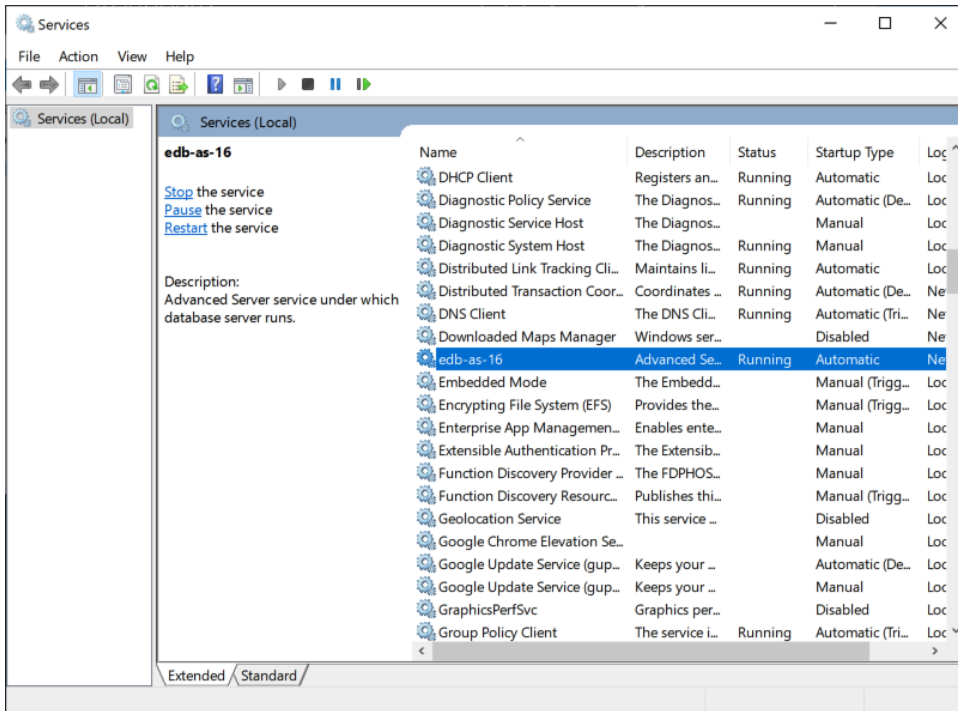 Services
File Action View Help
Services (Local)
Services (Local)
edb-as-16
Stop the service
Pause the service
Restart the service
Description:
Advanced Server service under which
database server runs.
Name Description Status Startup Type Log
DHCP Client Registers an... Running Automatic Loc
Diagnostic Policy Service The Diagnos... Running Automatic (De... Loc
Diagnostic Service Host The Diagnos... Manual Loc
Diagnostic System Host The Diagnos... Running Manual Loc
Distributed Link Tracking Cli... Maintains li... Running Automatic Loc
Distributed Transaction Coor... Coordinates ... Running Automatic (De... Ne
DNS Client The DNS Cli... Running Automatic (Tri... Ne
Downloaded Maps Manager Windows ser... Disabled Ne
edb-as-16 Advanced Se... Running Automatic Ne
Embedded Mode The Embedd... Manual (Trigg... Loc
Encrypting File System (EFS) Provides the... Manual (Trigg... Loc
Enterprise App Managemen... Enables ente... Manual Loc
Extensible Authentication Pr... The Extensib... Manual Loc
Function Discovery Provider ... The FDPHOS... Manual Loc
Function Discovery Resourc... Publishes thi... Manual (Trigg... Loc
Geolocation Service This service ... Disabled Loc
Google Chrome Elevation Se... Manual Loc
Google Update Service (gup... Keeps your ... Automatic (De... Loc
Google Update Service (gup... Keeps your ... Manual Loc
GraphicsPerfSvc Graphics per... Disabled Loc
Group Policy Client The service i... Running Automatic (Tri... Loc
Extended Standard